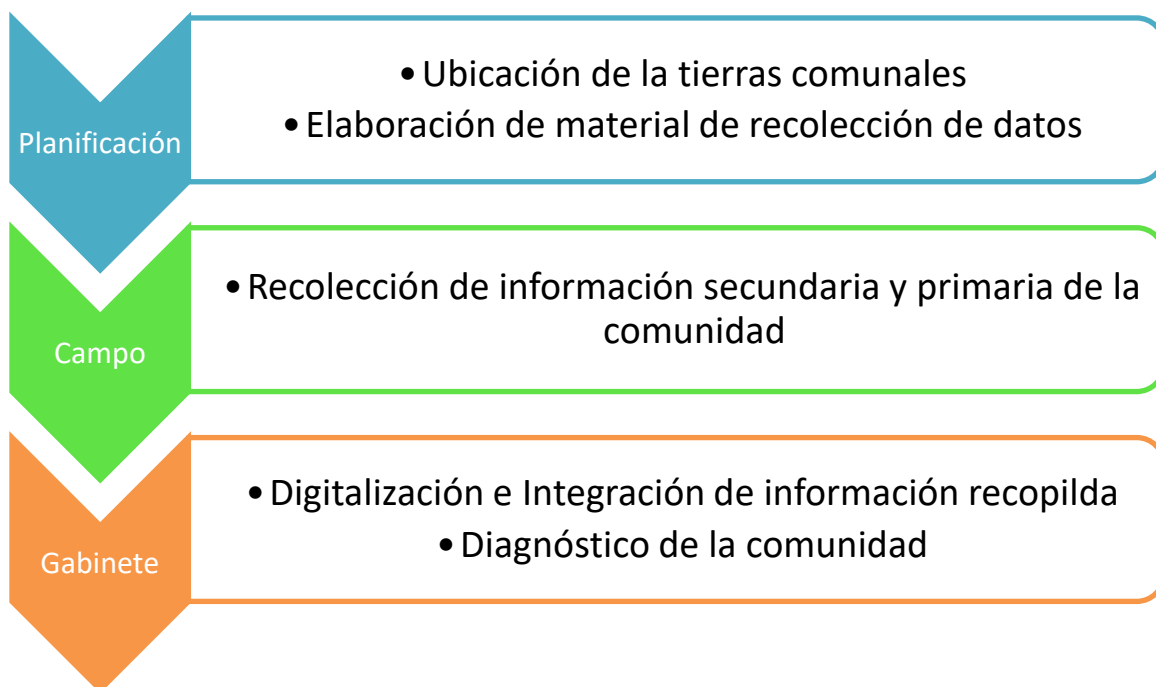 Planificación
• Ubicación de la tierras comunales
• Elaboración de material de recolección de datos
Campo
• Recolección de información secundaria y primaria de la
comunidad
Gabinete
• Digitalización e Integración de información recopilda
• Diagnóstico de la comunidad